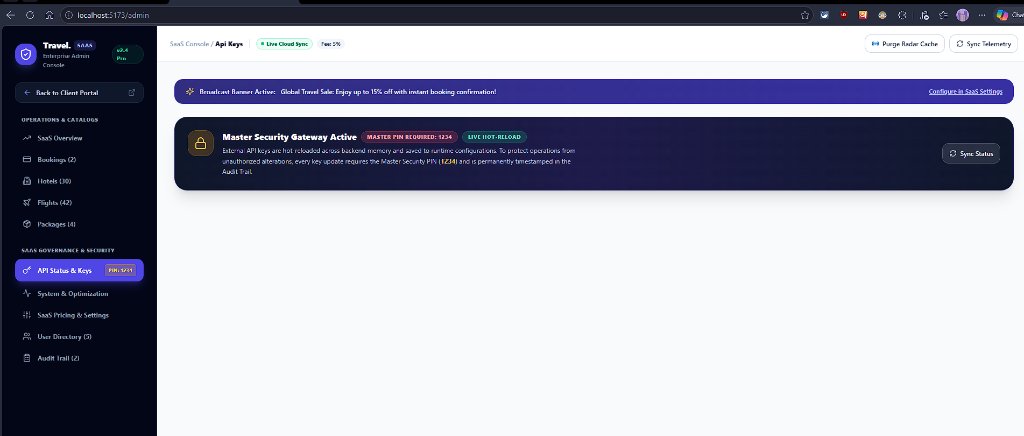 localhost:5173/admin
Chat
Travel. SAAS
Enterprise Admin
Console
v3.4
Pro
SaaS Console / Api Keys
Live Cloud Sync
Fee: 5%
Purge Radar Cache
Sync Telemetry
Back to Client Portal
Broadcast Banner Active: Global Travel Sale: Enjoy up to 15% off with instant booking confirmation!
Configure in SaaS Settings
OPERATIONS & CATALOGS
SaaS Overview
Bookings (2)
Hotels (30)
Flights (42)
Packages (4)
SAAS GOVERNANCE & SECURITY
API Status & Keys PIN: 1234
System & Optimization
SaaS Pricing & Settings
User Directory (5)
Audit Trail (2)
Master Security Gateway Active MASTER PIN REQUIRED: 1234 LIVE HOT-RELOAD
External API keys are hot-reloaded across backend memory and saved to runtime configurations. To protect operations from
unauthorized alterations, every key update requires the Master Security PIN (1234) and is permanently timestamped in the
Audit Trail.
Sync Status